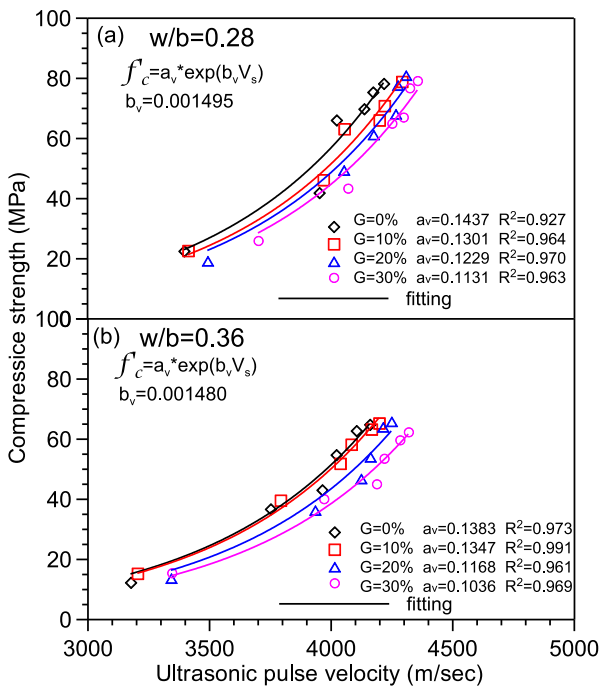 Compressice strength (MPa)
100
80
60
40
20
(a)
w/b=0.28
f'c=av*exp(bvVs)
bv=0.001495
G=0% av=0.1437 R²=0.927
G=10% av=0.1301 R²=0.964
G=20% av=0.1229 R²=0.970
G=30% av=0.1131 R²=0.963
fitting
100
80
60
40
20
0
(b)
w/b=0.36
f'c=av*exp(bvVs)
bv=0.001480
G=0% av=0.1383 R²=0.973
G=10% av=0.1347 R²=0.991
G=20% av=0.1168 R²=0.961
G=30% av=0.1036 R²=0.969
fitting
3000 3500 4000 4500 5000
Ultrasonic pulse velocity (m/sec)